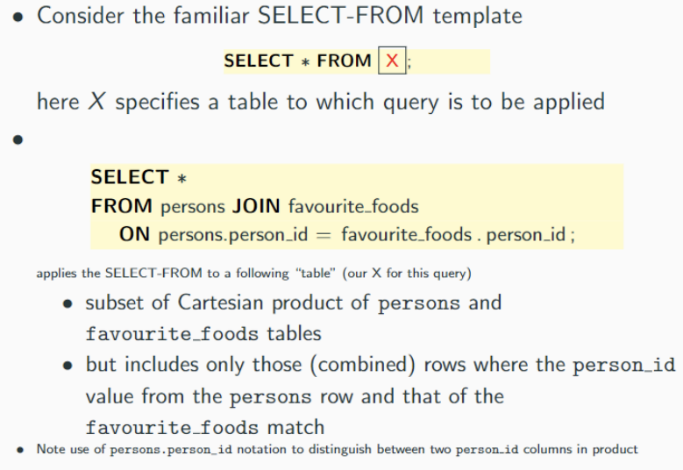 • Consider the familiar SELECT-FROM template
SELECT * FROM X;
here X specifies a table to which query is to be applied
•
SELECT *
FROM persons JOIN favourite_foods
ON persons.person_id = favourite_foods . person_id ;
applies the SELECT-FROM to a following “table” (our X for this query)
• subset of Cartesian product of persons and
favourite_foods tables
• but includes only those (combined) rows where the person_id
value from the persons row and that of the
favourite_foods match
• Note use of persons.person_id notation to distinguish between two person_id columns in product